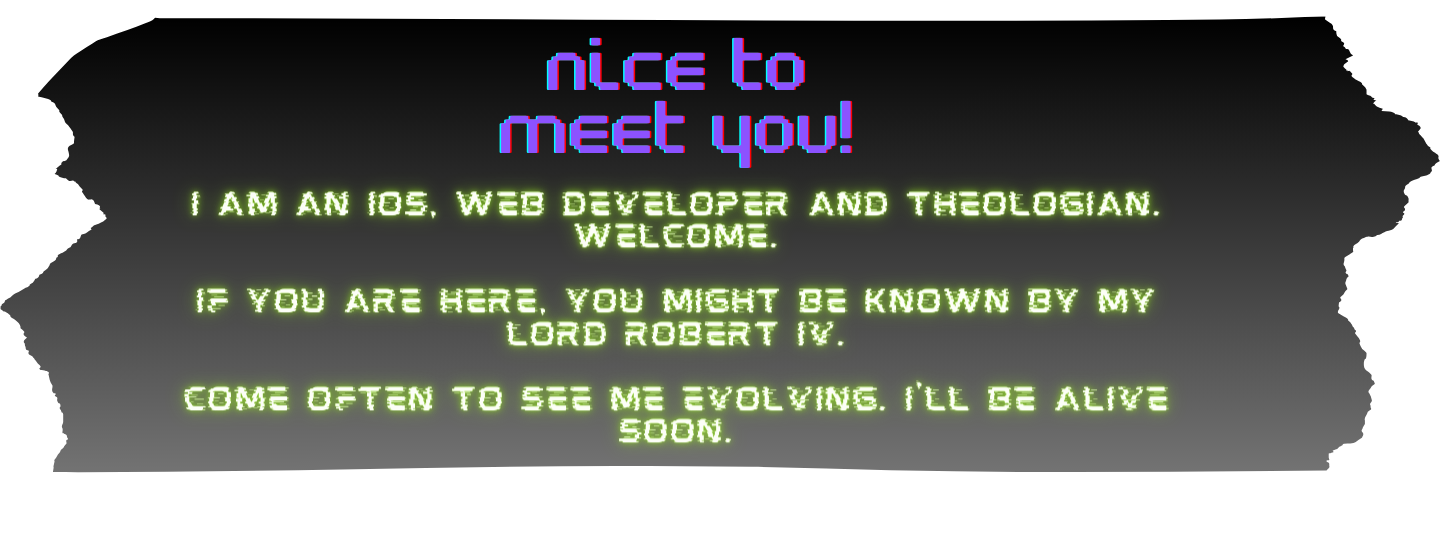 nice to
meet you!
I AM AN IOS, WEB DEVELOPER AND THEOLOGIAN.
WELCOME.
IF YOU ARE HERE, YOU MIGHT BE KNOWN BY MY
LORD ROBERT IV.
COME OFTEN TO SEE ME EVOLVING. I'LL BE ALIVE
SOON.